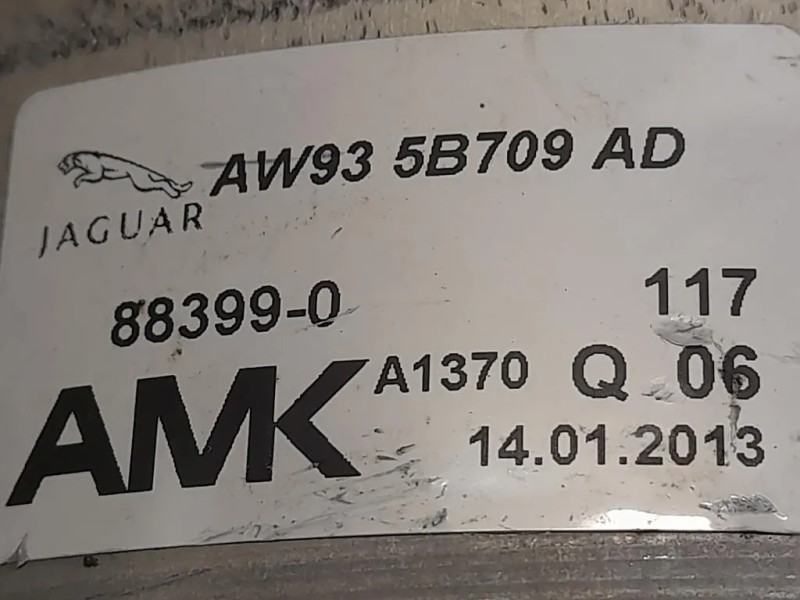 AW93 5B709 AD
JAGUAR
88399-0 117
AMK A1370 Q 06
14.01.2013